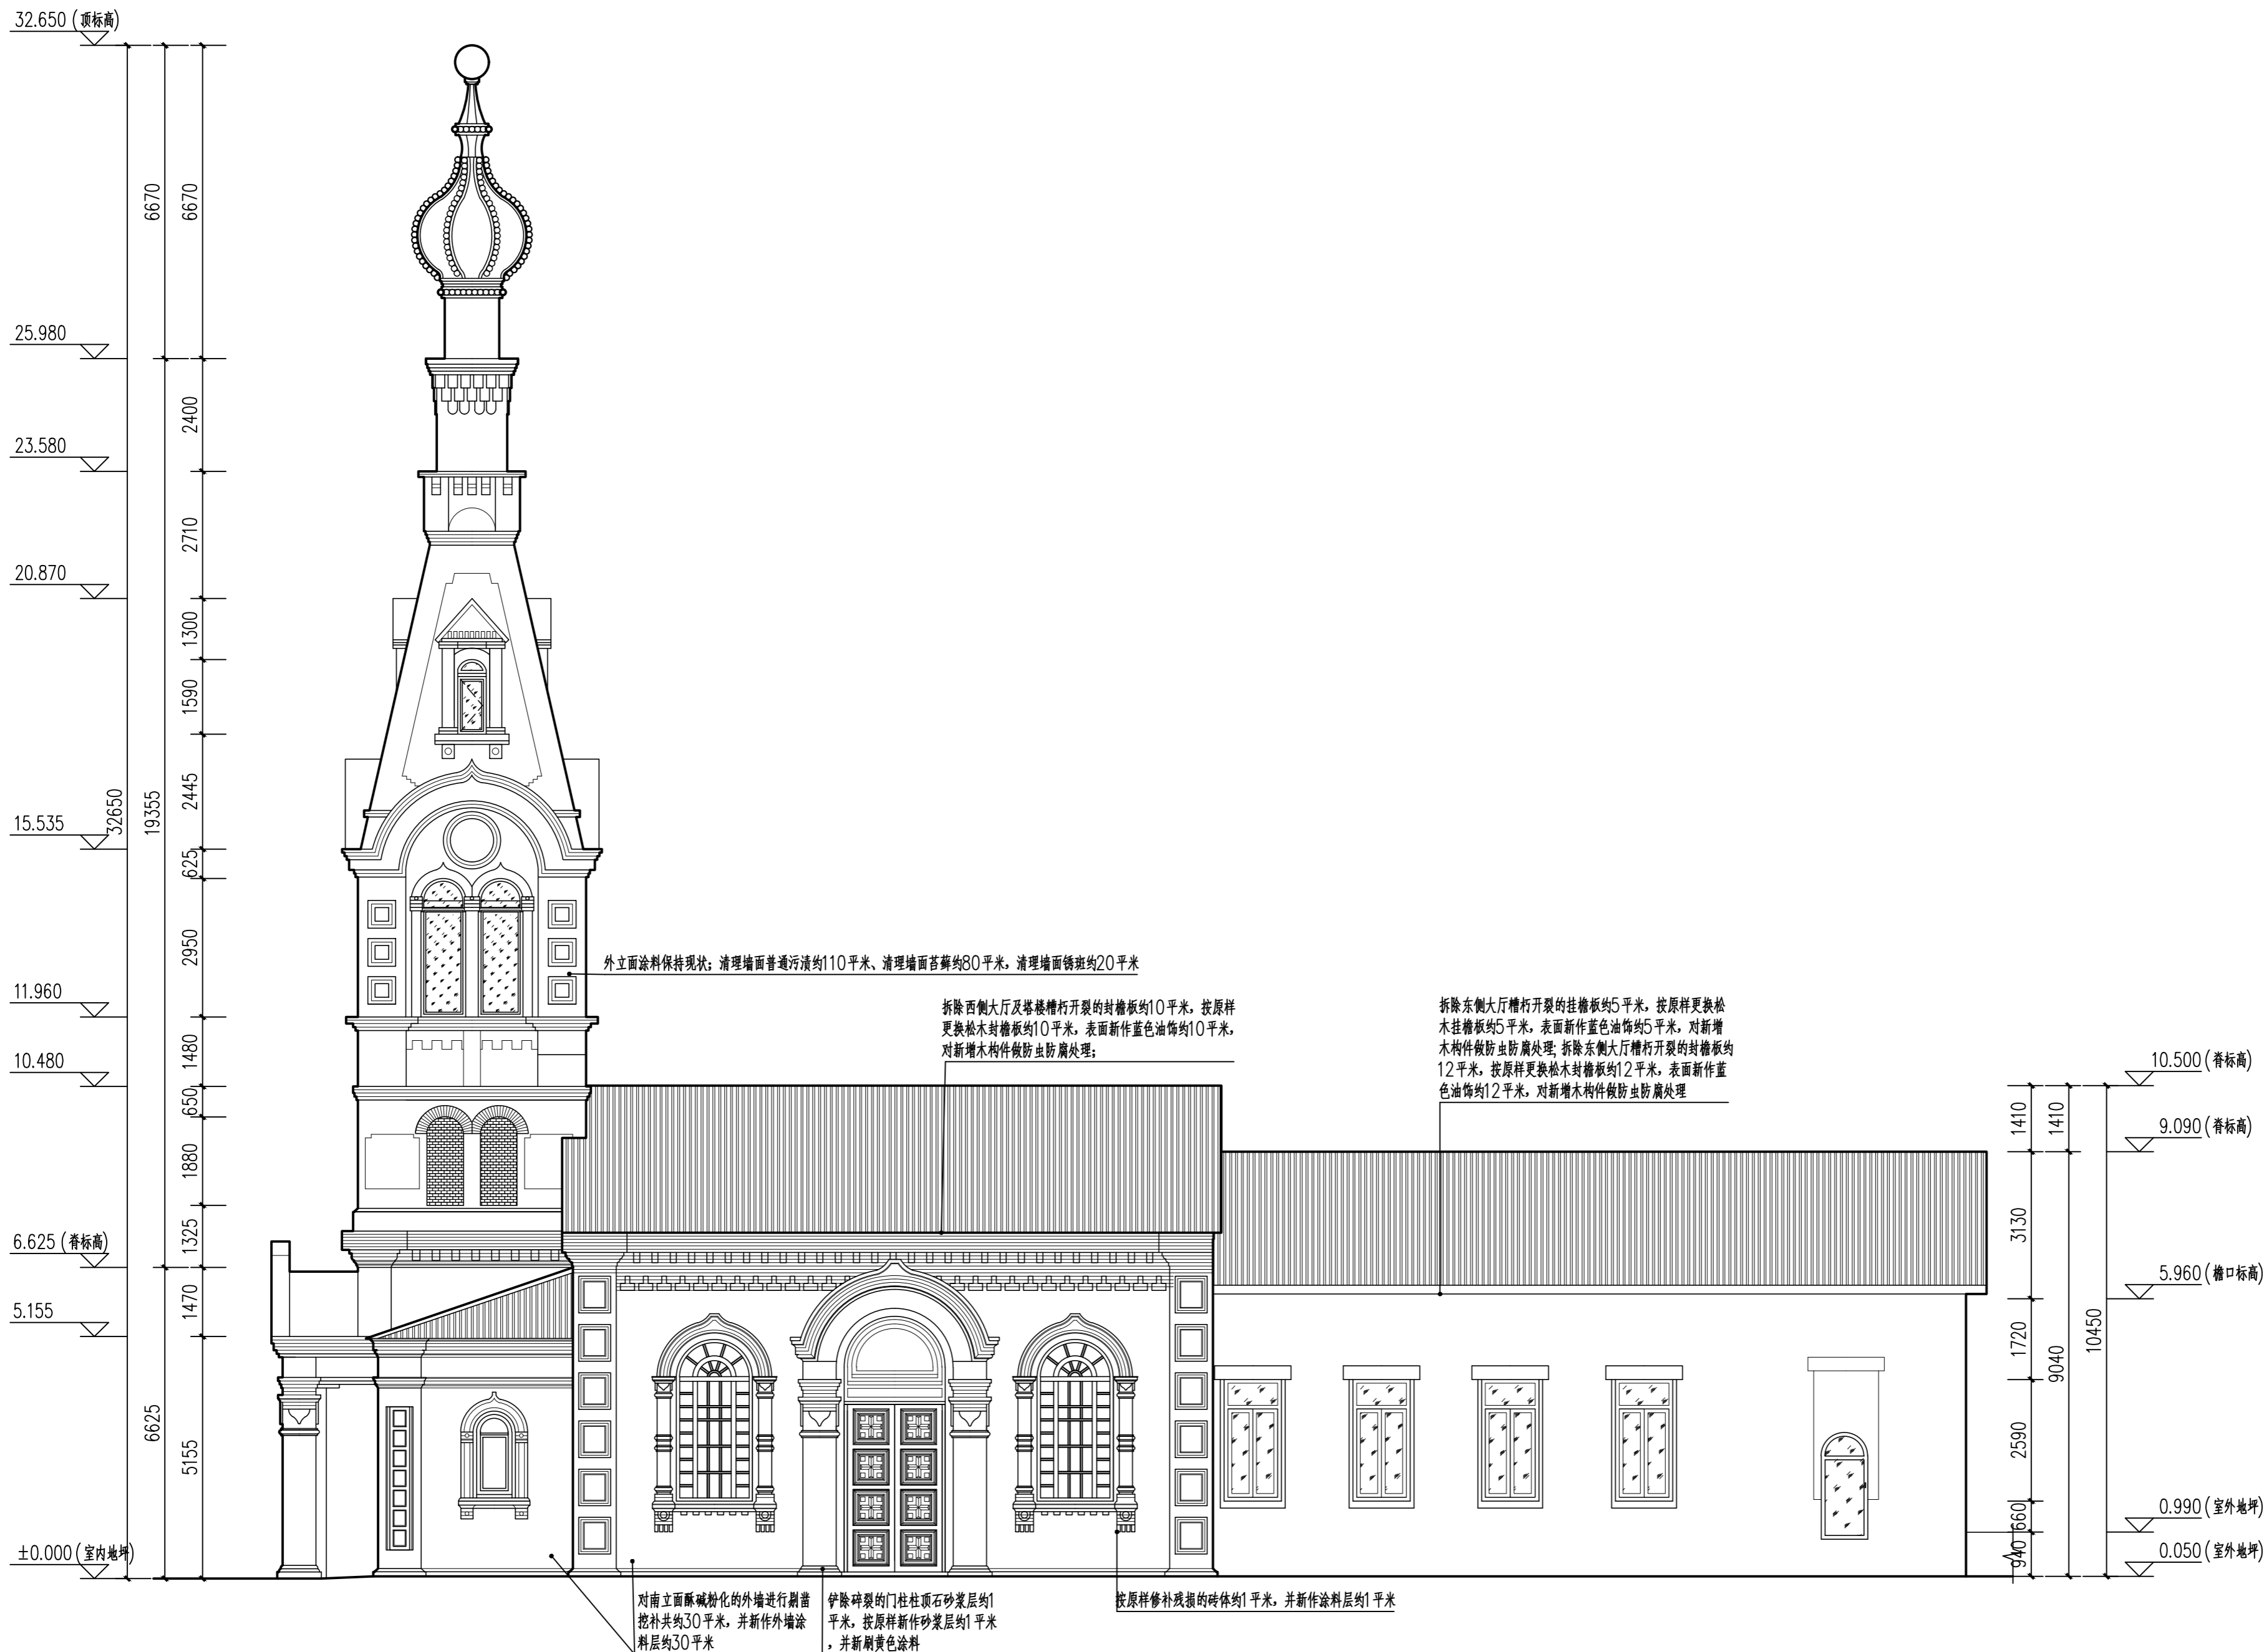 32.650 (顶标高)
25.980
23.580
20.870
15.535
11.960
10.480
6.625 (脊标高)
5.155
±0.000 (室内地坪)
32650
6670
19355
6625
6670
2400
2710
1300
1590
2445
625
2950
1480
650
1880
1325
1470
5155
外立面涂料保持现状；清理墙面普通污渍约110平米、清理墙面苔藓约80平米，清理墙面锈斑约20平米
拆除西侧大厅及塔楼糟朽开裂的封檐板约10平米，按原样
更换松木封檐板约10平米，表面新作蓝色油饰约10平米，
对新增木构件做防虫防腐处理；
拆除东侧大厅糟朽开裂的挂檐板约5平米，按原样更换松
木挂檐板约5平米，表面新作蓝色油饰约5平米，对新增
木构件做防虫防腐处理；拆除东侧大厅糟朽开裂的封檐板约
12平米，按原样更换松木封檐板约12平米，表面新作蓝
色油饰约12平米，对新增木构件做防虫防腐处理
对南立面酥碱粉化的外墙进行剔凿
挖补共约30平米，并新作外墙涂
料层约30平米
铲除碎裂的门柱柱顶石砂浆层约1
平米，按原样新作砂浆层约1平米
，并新刷黄色涂料
按原样修补残损的砖体约1平米，并新作涂料层约1平米
1410
3130
1720
2590
660
940
1410
9040
10450
10.500 (脊标高)
9.090 (脊标高)
5.960 (檐口标高)
0.990 (室外地坪)
0.050 (室外地坪)